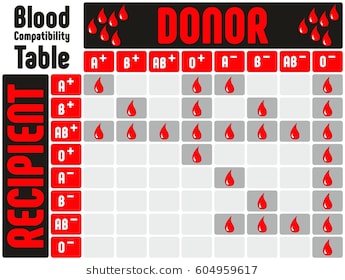 Blood
Compatibility
Table
DONOR
A+ B+ AB+ O+ A− B− AB− O−
RECIPIENT
A+
B+
AB+
O+
A−
B−
AB−
O−
shutterstock.com • 604959617